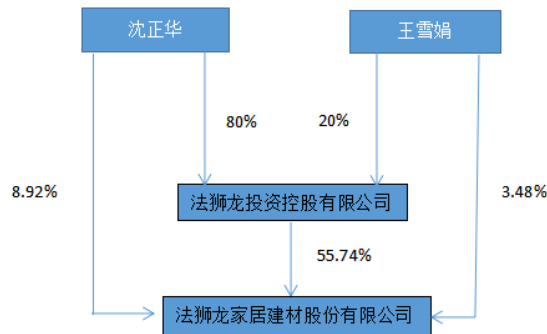 沈正华
王雪娟
80%
20%
8.92%
3.48%
法狮龙投资控股有限公司
55.74%
法狮龙家居建材股份有限公司